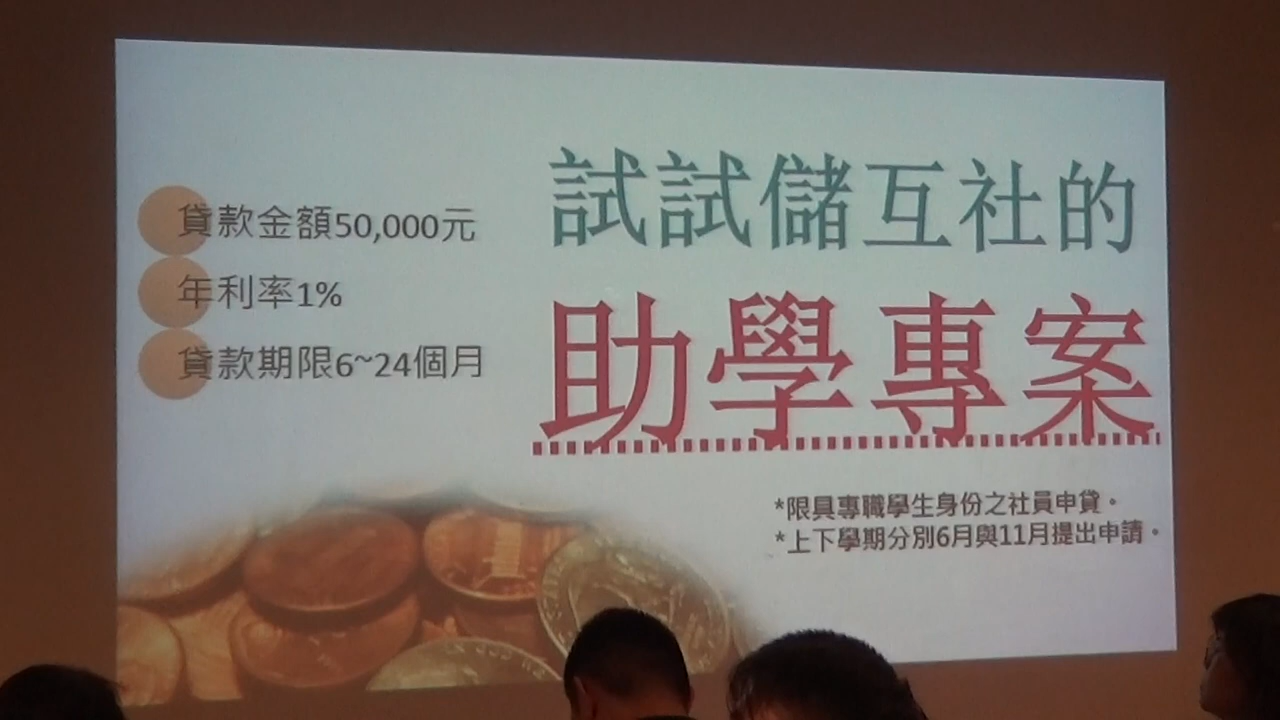 試試儲互社的
助學專案
貸款金額50,000元
年利率1%
貸款期限6~24個月
*限具專職學生身份之社員申貸。
*上下學期分別6月與11月提出申請。